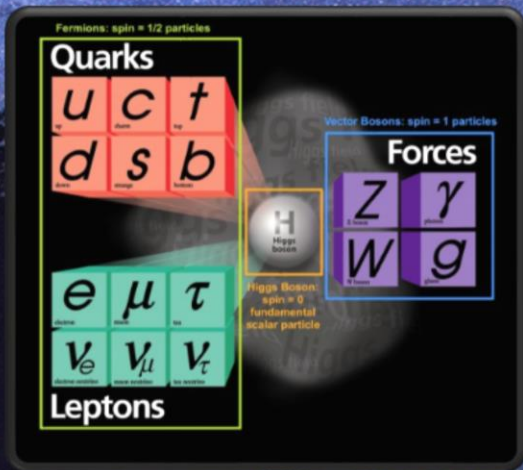 Fermions: spin = 1/2 particles
Quarks
u c t
up charm top
d s b
down strange bottom
Vector Bosons: spin = 1 particles
Forces
Z γ
Z boson photon
W g
W boson gluon
H
Higgs
boson
Higgs Boson:
spin = 0
fundamental
scalar particle
e μ τ
electron muon tau
νe νμ ντ
electron neutrino muon neutrino tau neutrino
Leptons